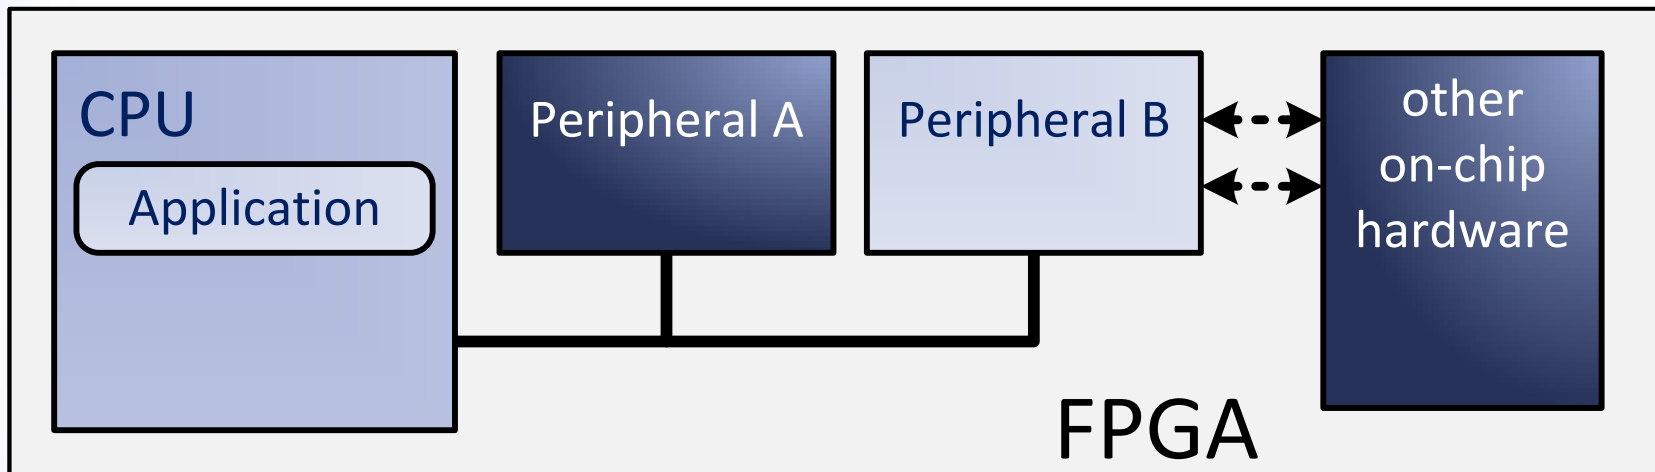 CPU
Application
Peripheral A
Peripheral B
other
on-chip
hardware
FPGA